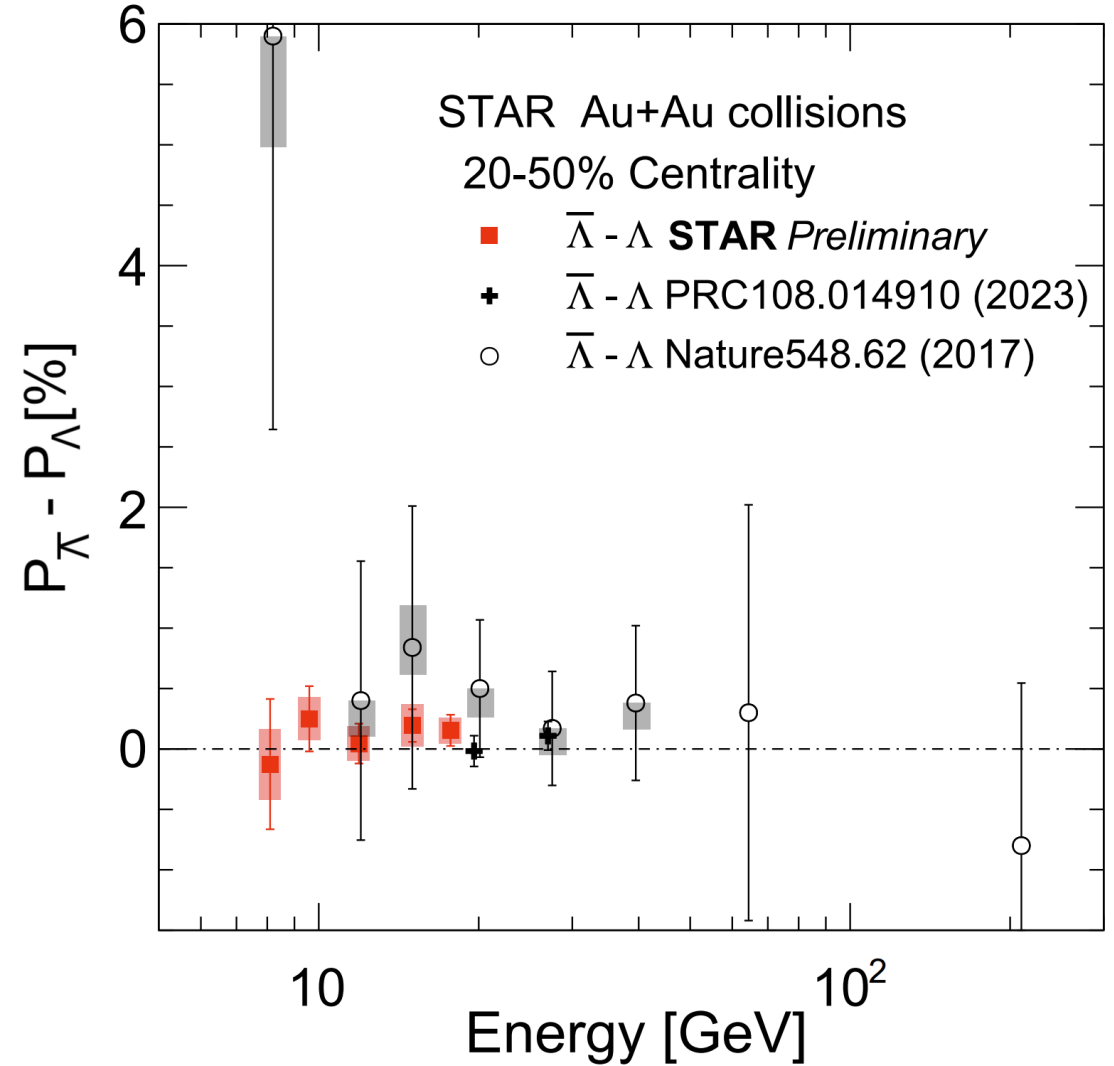 STAR Au+Au collisions
20-50% Centrality
Λ̅ - Λ STAR Preliminary
Λ̅ - Λ PRC108.014910 (2023)
Λ̅ - Λ Nature548.62 (2017)
P_Λ̅ - P_Λ [%]
6
4
2
0
10
10²
Energy [GeV]